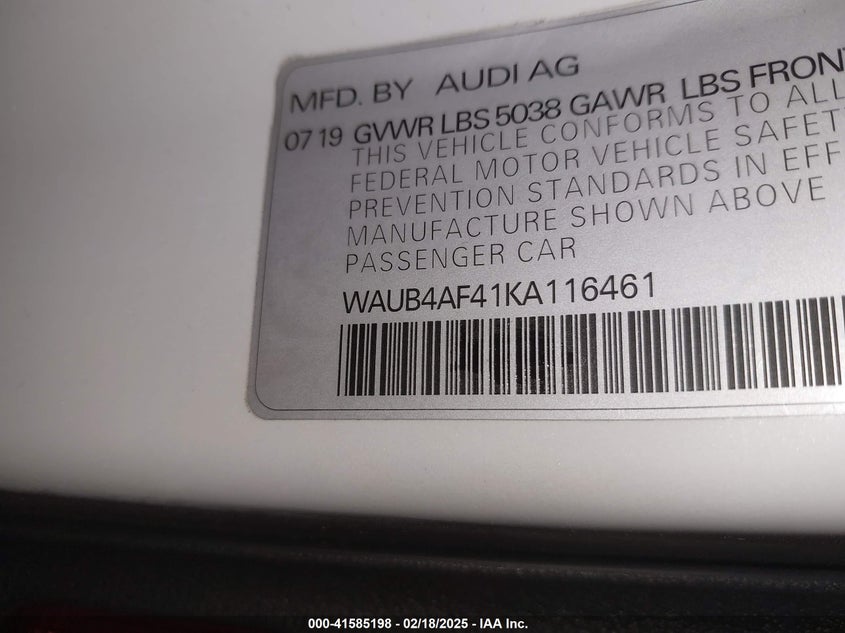 MFD. BY AUDI AG
07 19 GVWR LBS 5038 GAWR LBS FRONT
THIS VEHICLE CONFORMS TO ALL
FEDERAL MOTOR VEHICLE SAFET
PREVENTION STANDARDS IN EFF
MANUFACTURE SHOWN ABOVE
PASSENGER CAR
WAUB4AF41KA116461
000-41585198 - 02/18/2025 - IAA Inc.